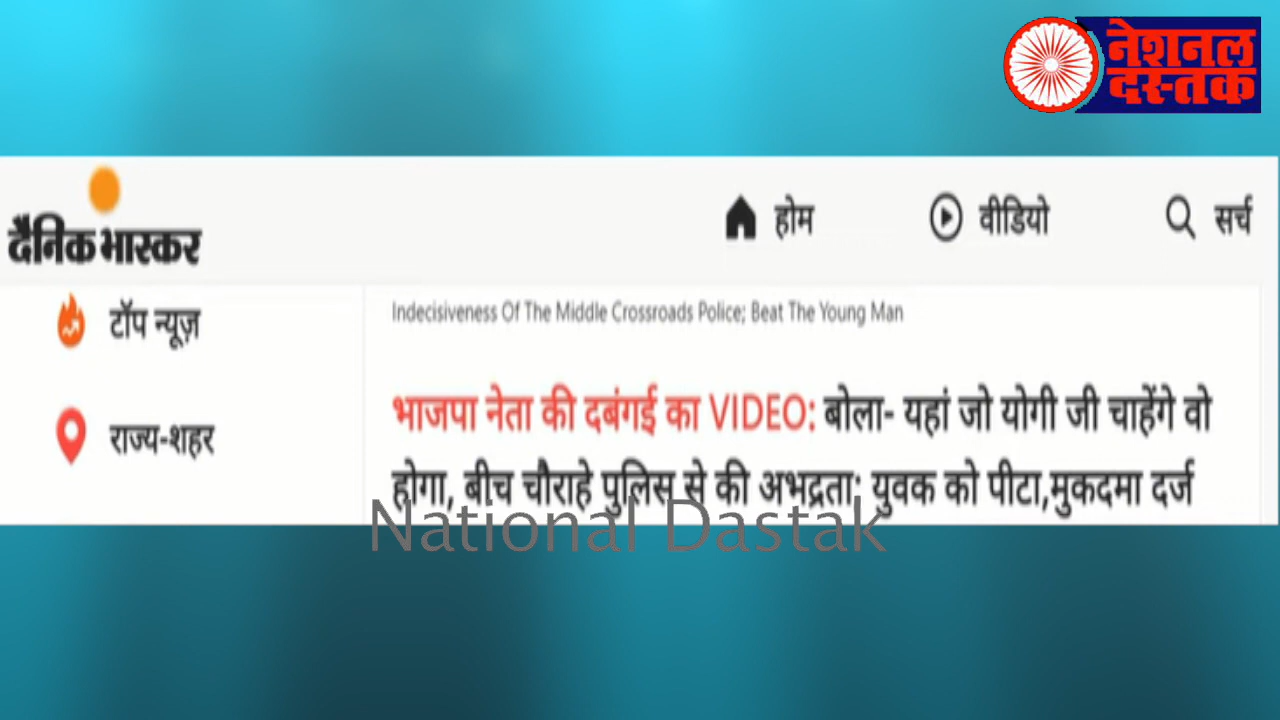 नेशनल
दस्तक
दैनिक भास्कर
होम
वीडियो
सर्च
टॉप न्यूज़
राज्य-शहर
Indecisiveness Of The Middle Crossroads Police; Beat The Young Man
भाजपा नेता की दबंगई का VIDEO: बोला- यहां जो योगी जी चाहेंगे वो
होगा, बीच चौराहे पुलिस से की अभद्रता; युवक को पीटा,मुकदमा दर्ज
National Dastak